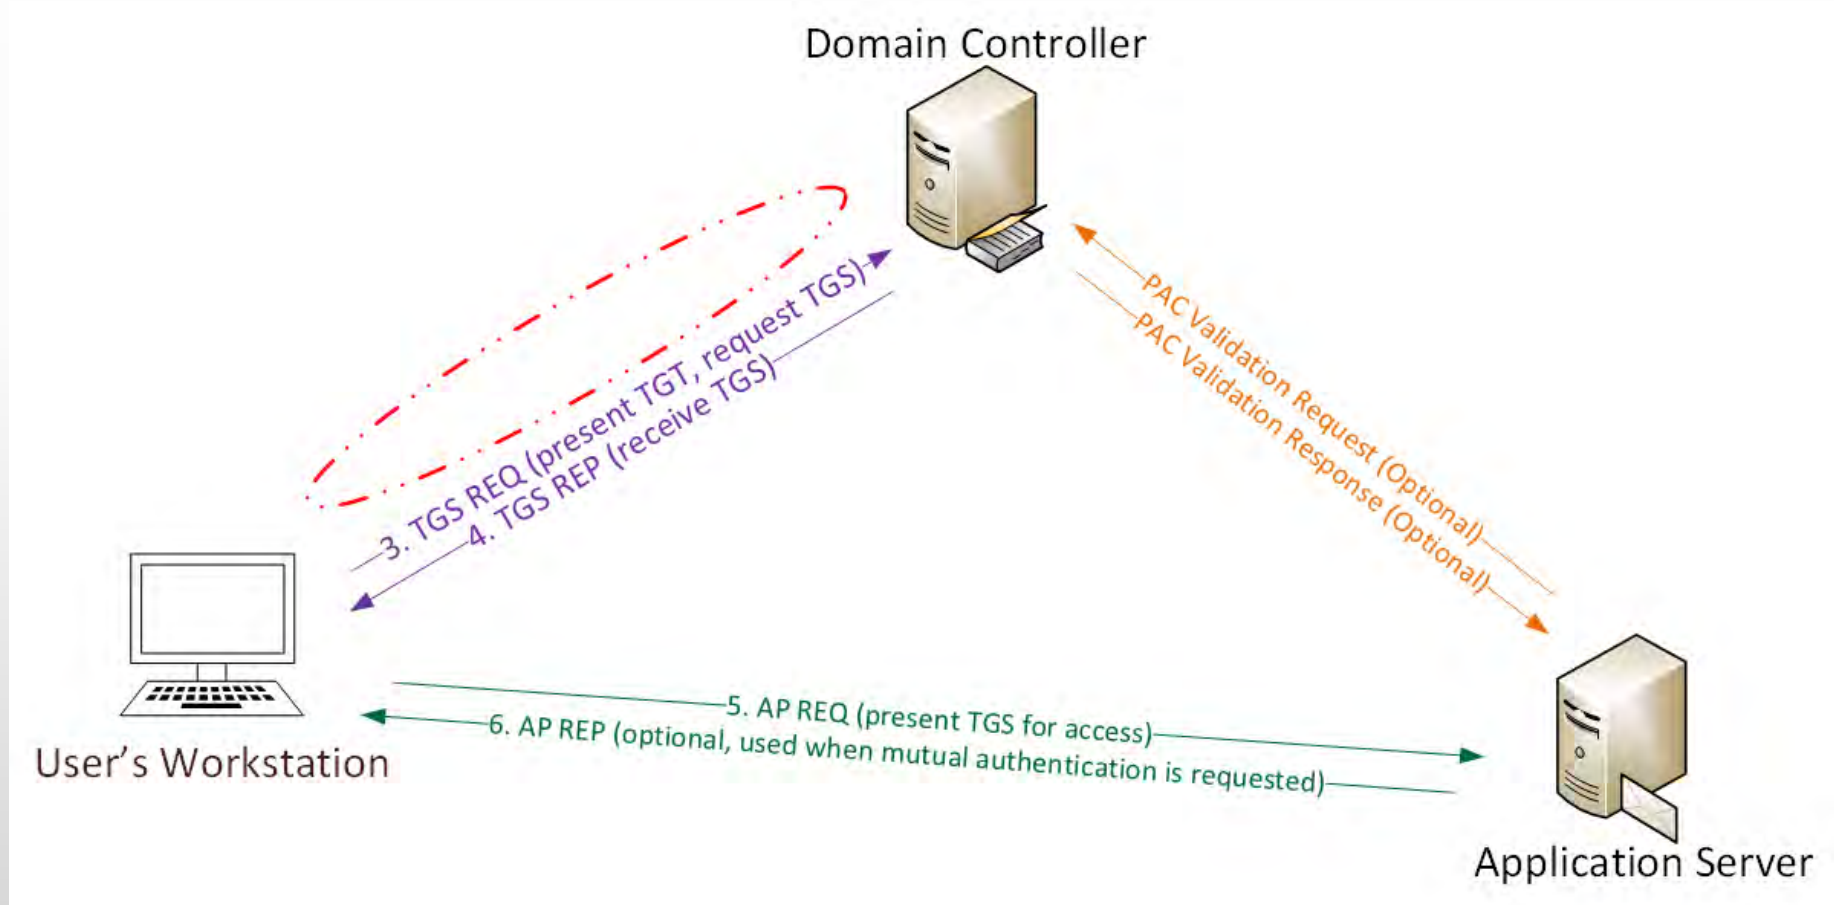 Domain Controller
3. TGS REQ (present TGT, request TGS)
4. TGS REP (receive TGS)
PAC Validation Request (Optional)
PAC Validation Response (Optional)
5. AP REQ (present TGS for access)
6. AP REP (optional, used when mutual authentication is requested)
User’s Workstation
Application Server